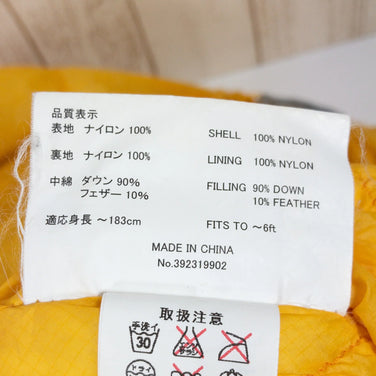 品質表示
表地 ナイロン 100% SHELL 100% NYLON
裏地 ナイロン 100% LINING 100% NYLON
中綿 ダウン 90% FILLING 90% DOWN
フェザー 10% 10% FEATHER
適応身長 ~183cm FITS TO ~6ft
MADE IN CHINA
No.392319902
取扱注意
手洗イ
30